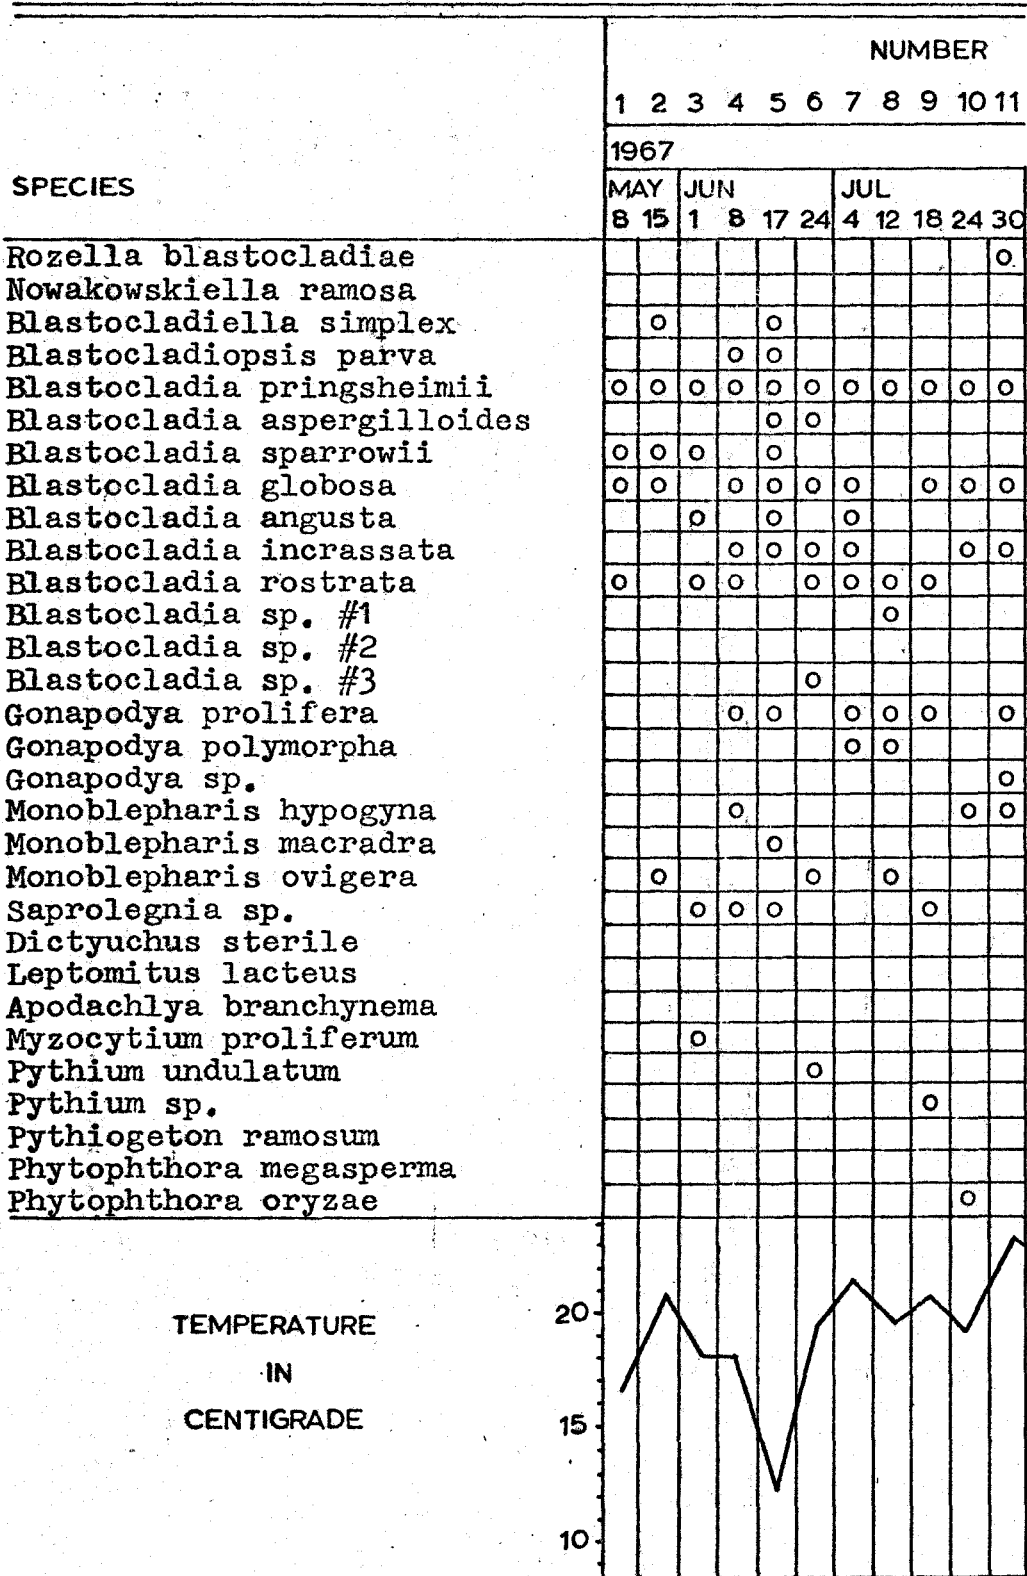 NUMBER
1 2 3 4 5 6 7 8 9 10 11
1967
SPECIES
MAY JUN JUL
8 15 1 8 17 24 4 12 18 24 30
Rozella blastocladiae o
Nowakowskiella ramosa
Blastocladiella simplex o o
Blastocladiopsis parva o o
Blastocladia pringsheimii o o o o o o o o o o o
Blastocladia aspergilloides o o
Blastocladia sparrowii o o o o
Blastocladia globosa o o o o o o o o o
Blastocladia angusta o o o
Blastocladia incrassata o o o o o o
Blastocladia rostrata o o o o o o o
Blastocladia sp. #1 o
Blastocladia sp. #2
Blastocladia sp. #3 o
Gonapodya prolifera o o o o o o
Gonapodya polymorpha o o
Gonapodya sp. o
Monoblepharis hypogyna o o o
Monoblepharis macradra o
Monoblepharis ovigera o o o
Saprolegnia sp. o o o o
Dictyuchus sterile
Leptomitus lacteus
Apodachlya branchynema
Myzocytium proliferum o
Pythium undulatum o
Pythium sp. o
Pythiogeton ramosum
Phytophthora megasperma
Phytophthora oryzae o
TEMPERATURE
IN
CENTIGRADE
20
15
10